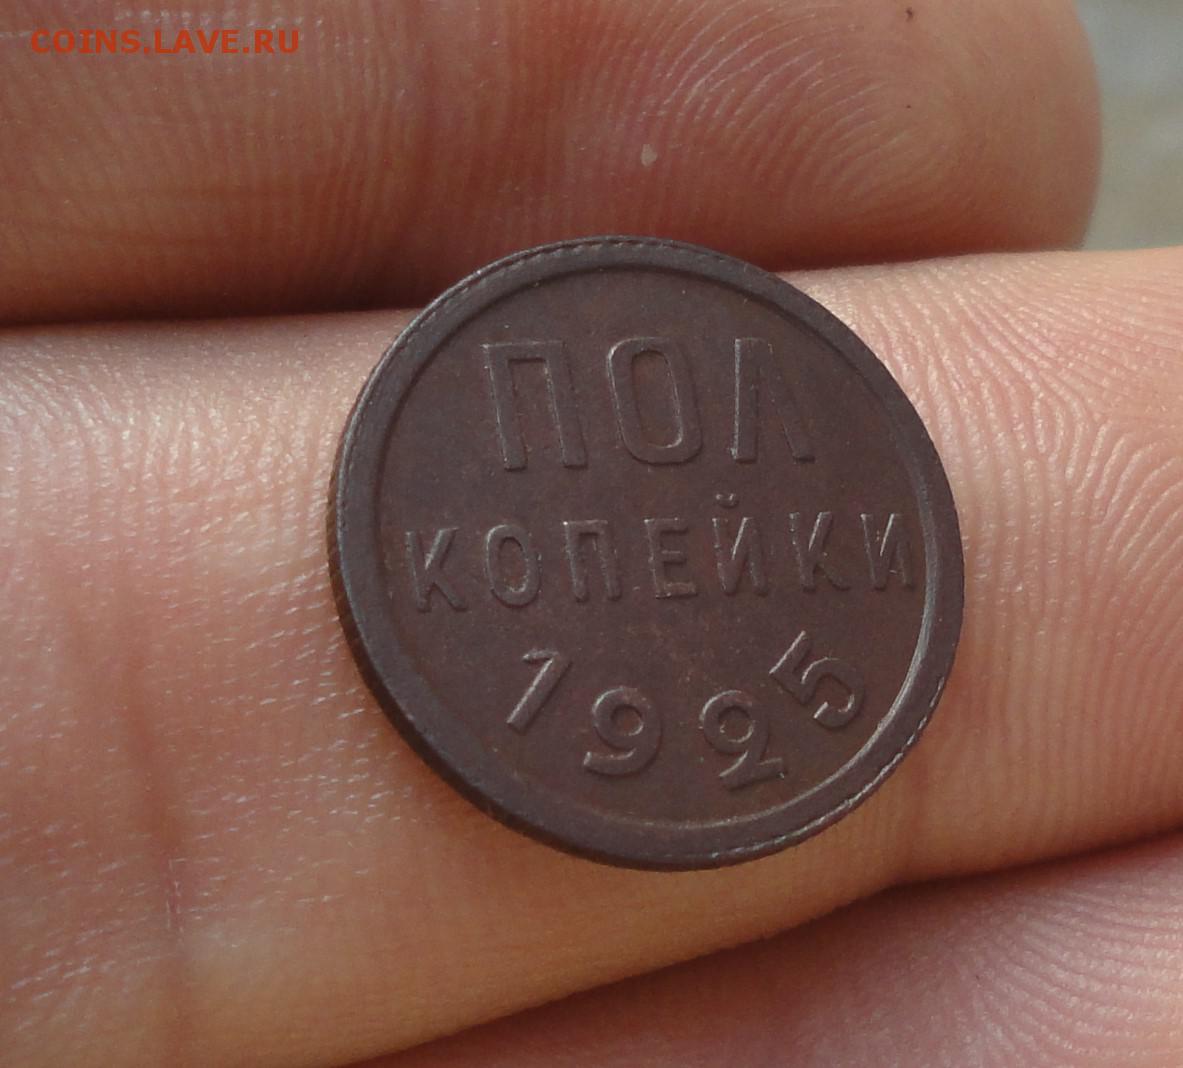 COINS.LAVE.RU
ПОЛ
КОПЕЙКИ
1925